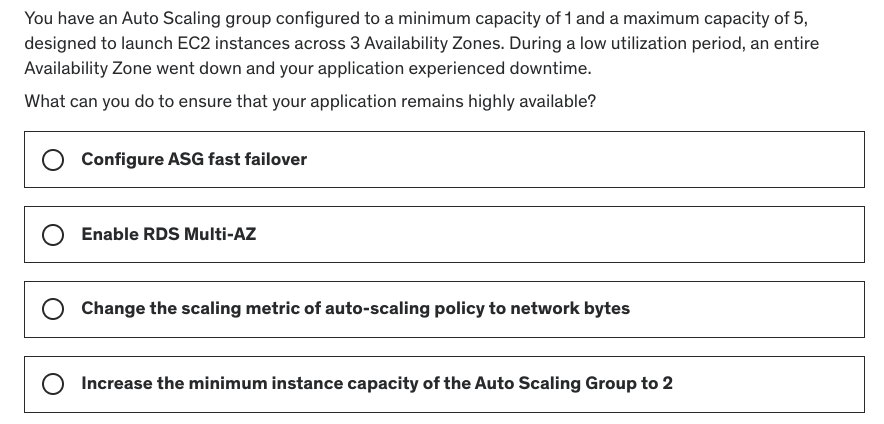 You have an Auto Scaling group configured to a minimum capacity of 1 and a maximum capacity of 5,
designed to launch EC2 instances across 3 Availability Zones. During a low utilization period, an entire
Availability Zone went down and your application experienced downtime.
What can you do to ensure that your application remains highly available?
Configure ASG fast failover
Enable RDS Multi-AZ
Change the scaling metric of auto-scaling policy to network bytes
Increase the minimum instance capacity of the Auto Scaling Group to 2